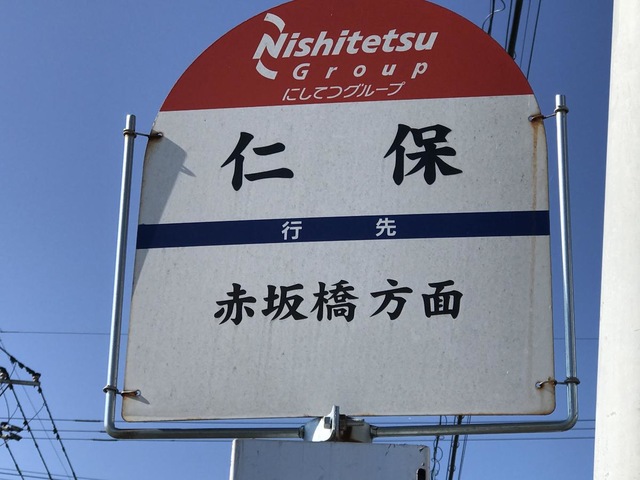 Nishitetsu
Group
にしてつグループ
仁保
行先
赤坂橋方面